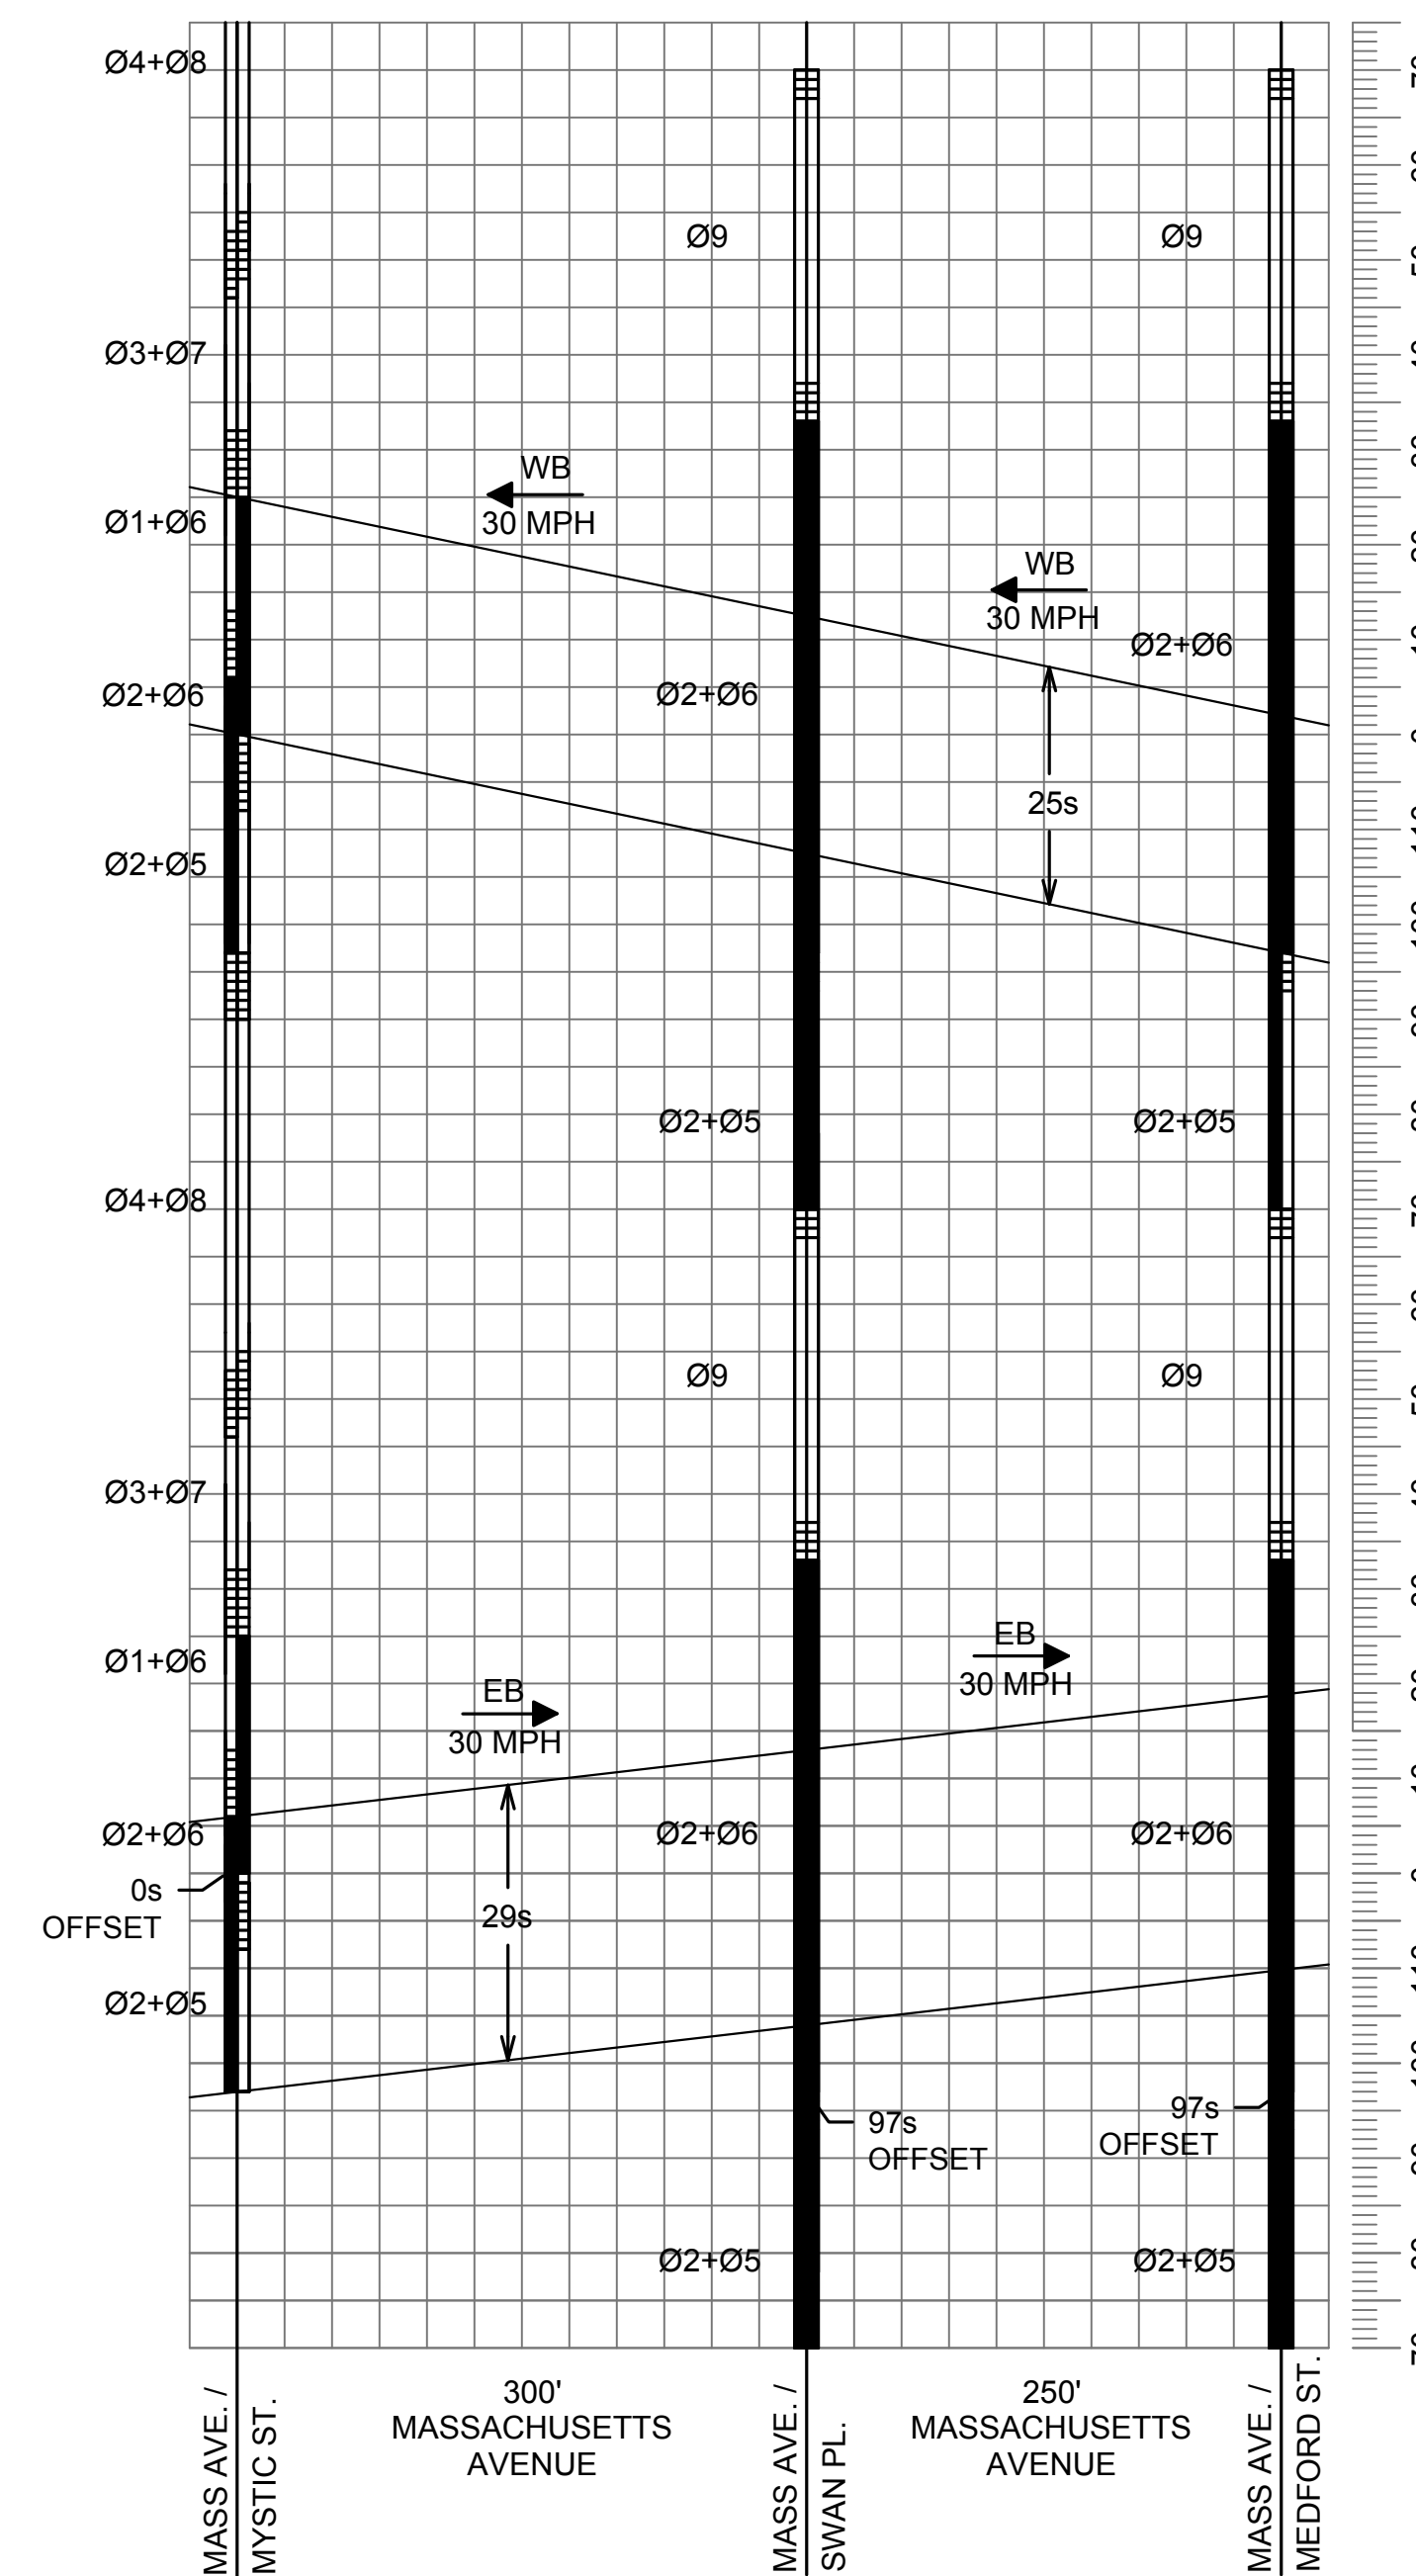 Ø4+Ø8
Ø9
Ø9
Ø3+Ø7
WB
30 MPH
Ø1+Ø6
WB
30 MPH
Ø2+Ø6
Ø2+Ø6
Ø2+Ø6
25s
Ø2+Ø5
Ø2+Ø5
Ø2+Ø5
Ø4+Ø8
Ø9
Ø9
Ø3+Ø7
EB
30 MPH
Ø1+Ø6
EB
30 MPH
Ø2+Ø6
Ø2+Ø6
Ø2+Ø6
0s
OFFSET
29s
Ø2+Ø5
97s
OFFSET
97s
OFFSET
Ø2+Ø5
Ø2+Ø5
MASS AVE. /
MYSTIC ST.
300'
MASSACHUSETTS
AVENUE
MASS AVE. /
SWAN PL.
250'
MASSACHUSETTS
AVENUE
MASS AVE. /
MEDFORD ST.